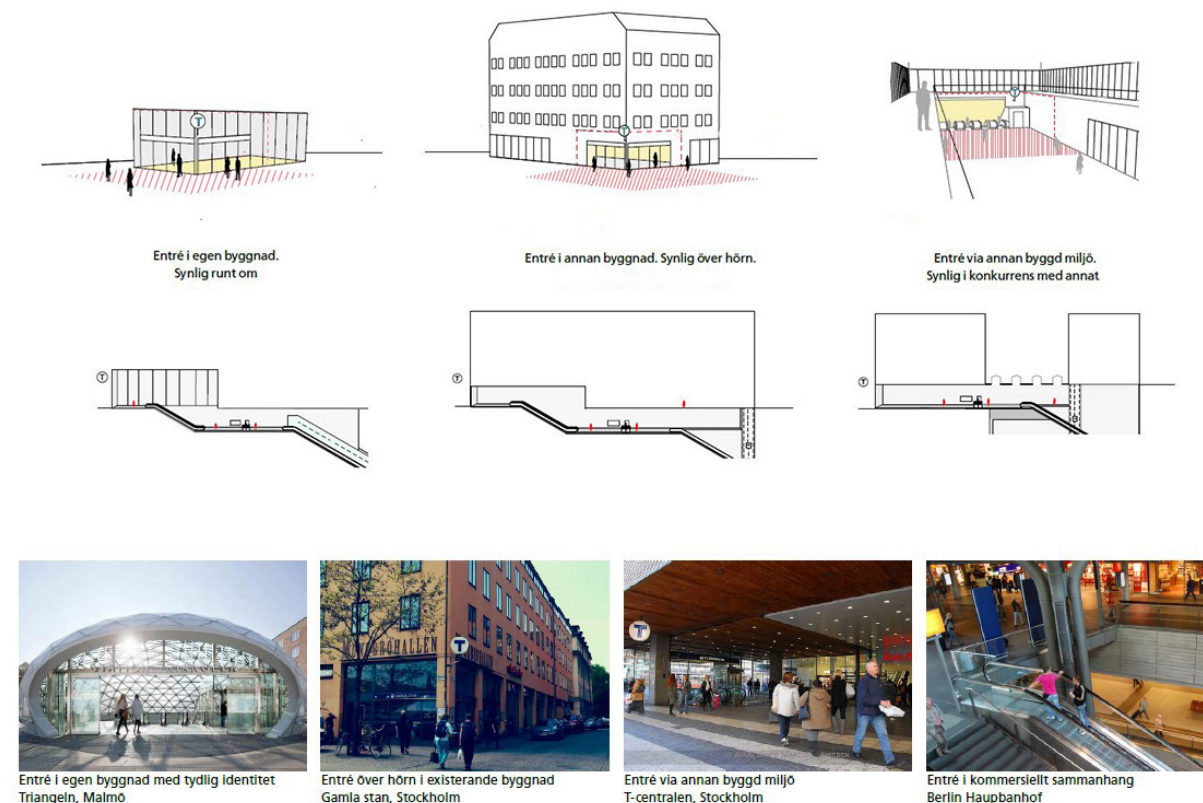 T
T
T
Entré i egen byggnad.
Synlig runt om
Entré i annan byggnad. Synlig över hörn.
Entré via annan byggd miljö.
Synlig i konkurrens med annat
T
T
T
T
T
Entré i egen byggnad med tydlig identitet
Triangeln, Malmö
Entré över hörn i existerande byggnad
Gamla stan, Stockholm
Entré via annan byggd miljö
T-centralen, Stockholm
Entré i kommersiellt sammanhang
Berlin Haupbanhof